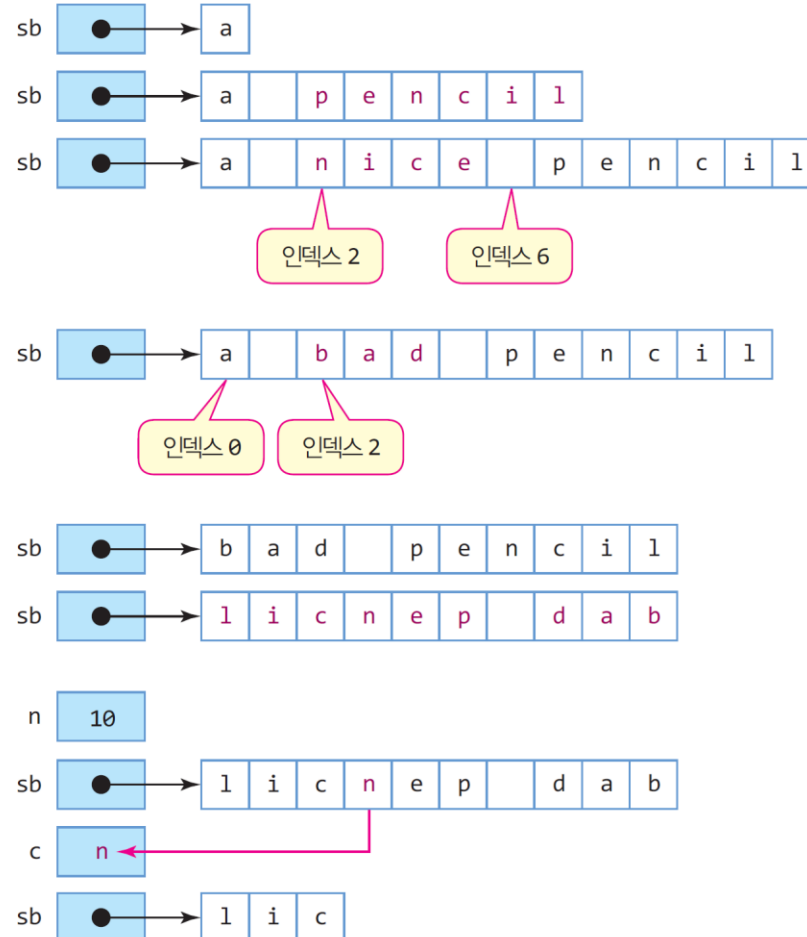 sb a
sb a pencil
sb a nice pencil
인덱스 2 인덱스 6
sb a bad pencil
인덱스 0 인덱스 2
sb bad pencil
sb licnep dab
n 10
sb licnep dab
c n
sb lic